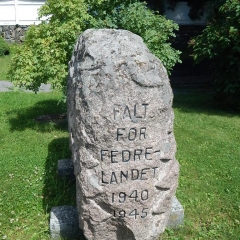 FALT
FOR
FEDRE-
LANDET
1940
1945